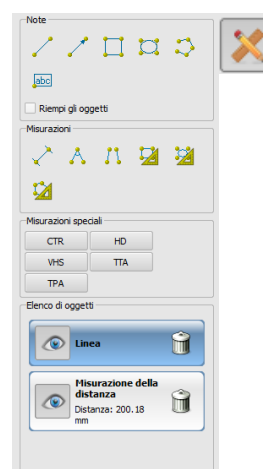 Note
abc
Riempi gli oggetti
Misurazioni
Misurazioni speciali
CTR HD
VHS TTA
TPA
Elenco di oggetti
Linea
Misurazione della
distanza
Distanza: 200.18
mm